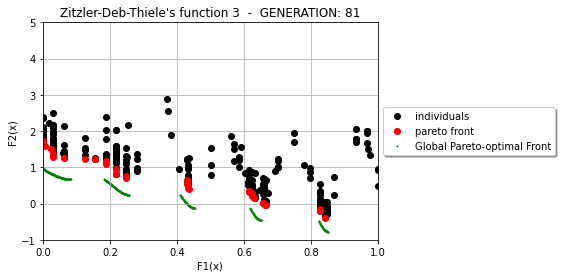 Zitzler-Deb-Thiele's function 3 - GENERATION: 81
5
4
3
2
1
0
-1
F2(x)
0.0 0.2 0.4 0.6 0.8 1.0
F1(x)
individuals
pareto front
Global Pareto-optimal Front